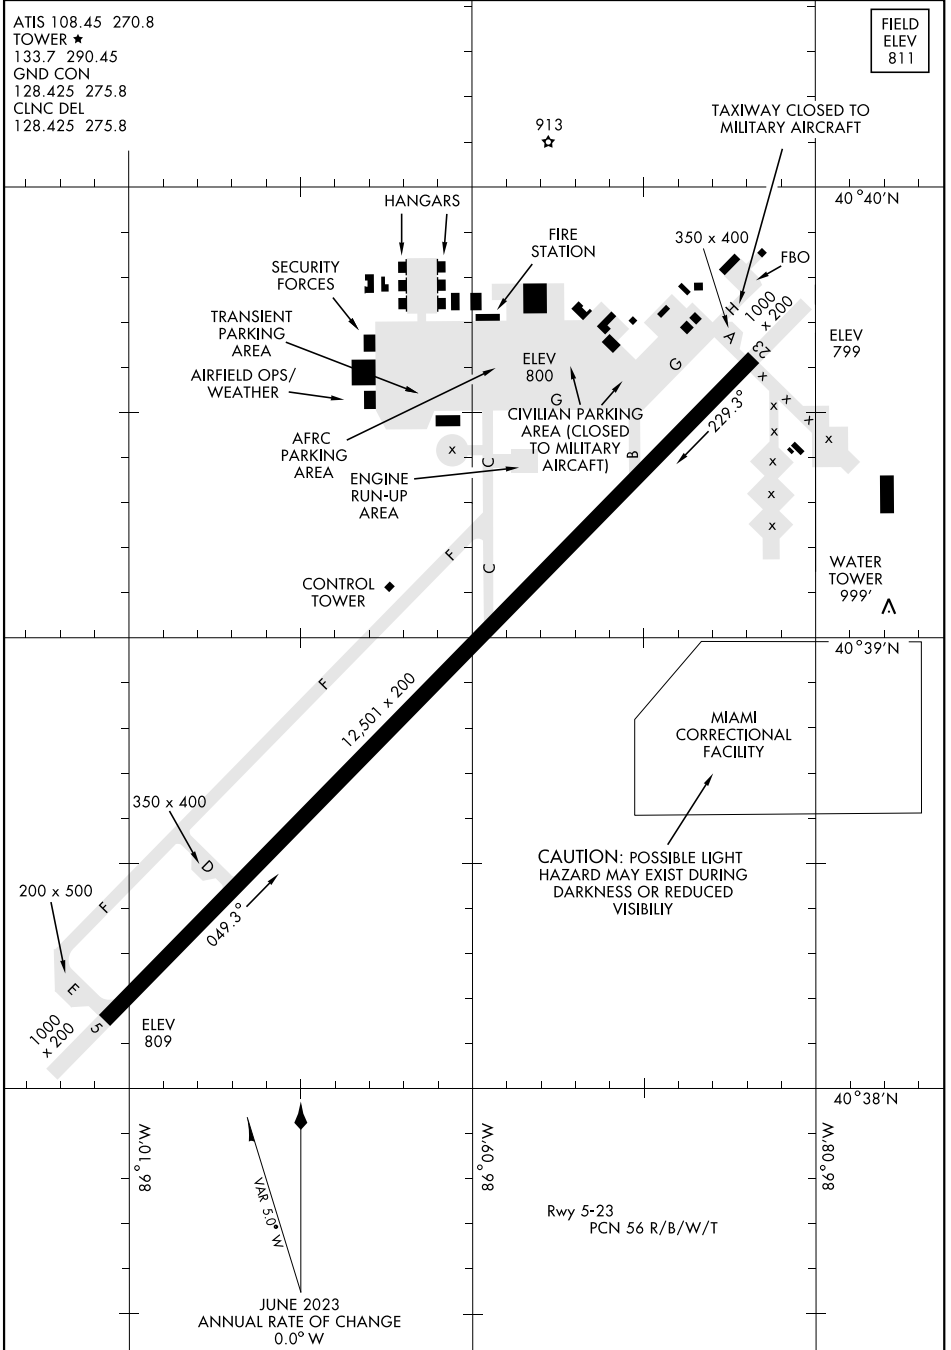 ATIS 108.45 270.8
TOWER ★
133.7 290.45
GND CON
128.425 275.8
CLNC DEL
128.425 275.8
FIELD
ELEV
811
913
TAXIWAY CLOSED TO
MILITARY AIRCRAFT
40°40'N
HANGARS
FIRE
STATION
350 x 400
FBO
SECURITY
FORCES
TRANSIENT
PARKING
AREA
AIRFIELD OPS/
WEATHER
AFRC
PARKING
AREA
ENGINE
RUN-UP
AREA
ELEV
800
CIVILIAN PARKING
AREA (CLOSED
TO MILITARY
AIRCAFT)
H
1000
x 200
A
23
ELEV
799
G
G
229.3°
B
C
C
x
x
x
x
x
x
x
x
x
x
F
CONTROL
TOWER
WATER
TOWER
999'
40°39'N
F
12,501 x 200
MIAMI
CORRECTIONAL
FACILITY
350 x 400
D
CAUTION: POSSIBLE LIGHT
HAZARD MAY EXIST DURING
DARKNESS OR REDUCED
VISIBILIY
200 x 500
F
049.3°
E
5
1000
x 200
ELEV
809
40°38'N
86°10'W
86°09'W
86°08'W
VAR 5.0° W
Rwy 5-23
PCN 56 R/B/W/T
JUNE 2023
ANNUAL RATE OF CHANGE
0.0° W